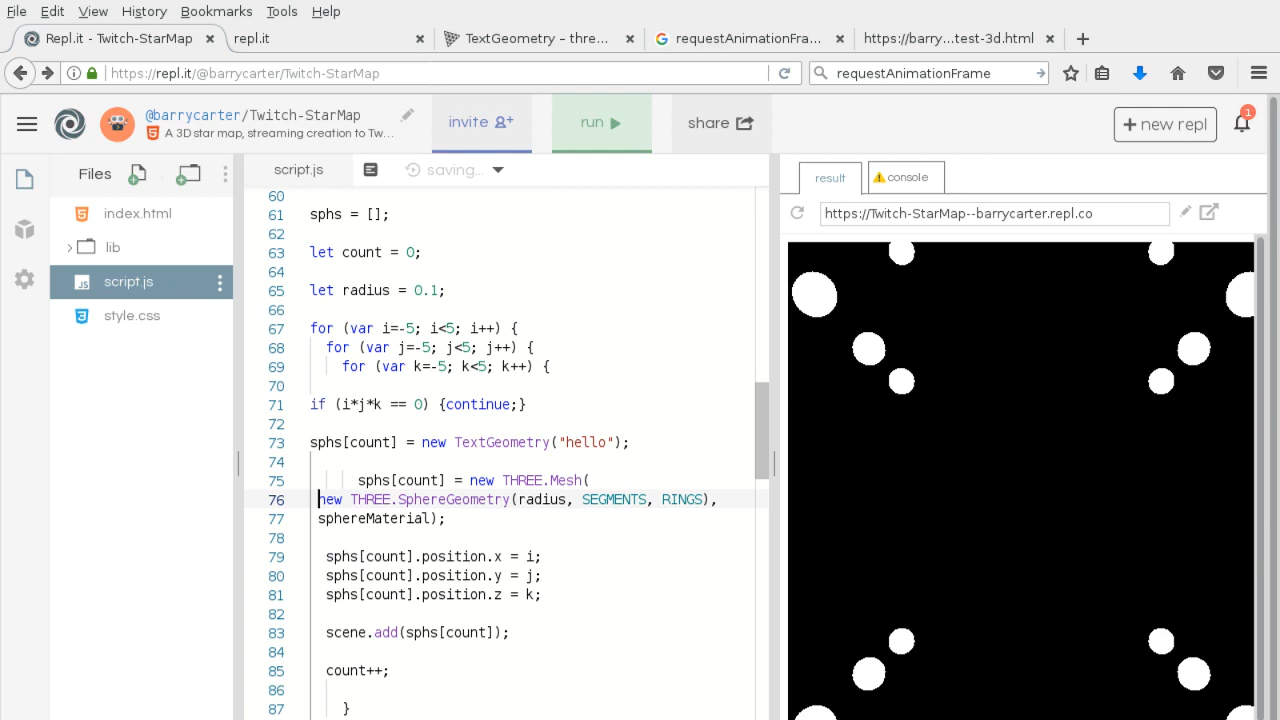 File Edit View History Bookmarks Tools Help
Repl.it - Twitch-StarMap × repl.it × TextGeometry – thre... × requestAnimationFra... × https://barry...test-3d.html × +
https://repl.it/@barrycarter/Twitch-StarMap requestAnimationFrame
@barrycarter/Twitch-StarMap
A 3D star map, streaming creation to Tw...
invite run share + new repl 1
Files script.js saving... result console
index.html
lib
script.js
style.css
https://Twitch-StarMap--barrycarter.repl.co
60
61 sphs = [];
62
63 let count = 0;
64
65 let radius = 0.1;
66
67 for (var i=-5; i<5; i++) {
68 for (var j=-5; j<5; j++) {
69 for (var k=-5; k<5; k++) {
70
71 if (i*j*k == 0) {continue;}
72
73 sphs[count] = new TextGeometry("hello");
74
75 sphs[count] = new THREE.Mesh(
76 new THREE.SphereGeometry(radius, SEGMENTS, RINGS),
77 sphereMaterial);
78
79 sphs[count].position.x = i;
80 sphs[count].position.y = j;
81 sphs[count].position.z = k;
82
83 scene.add(sphs[count]);
84
85 count++;
86
87 }